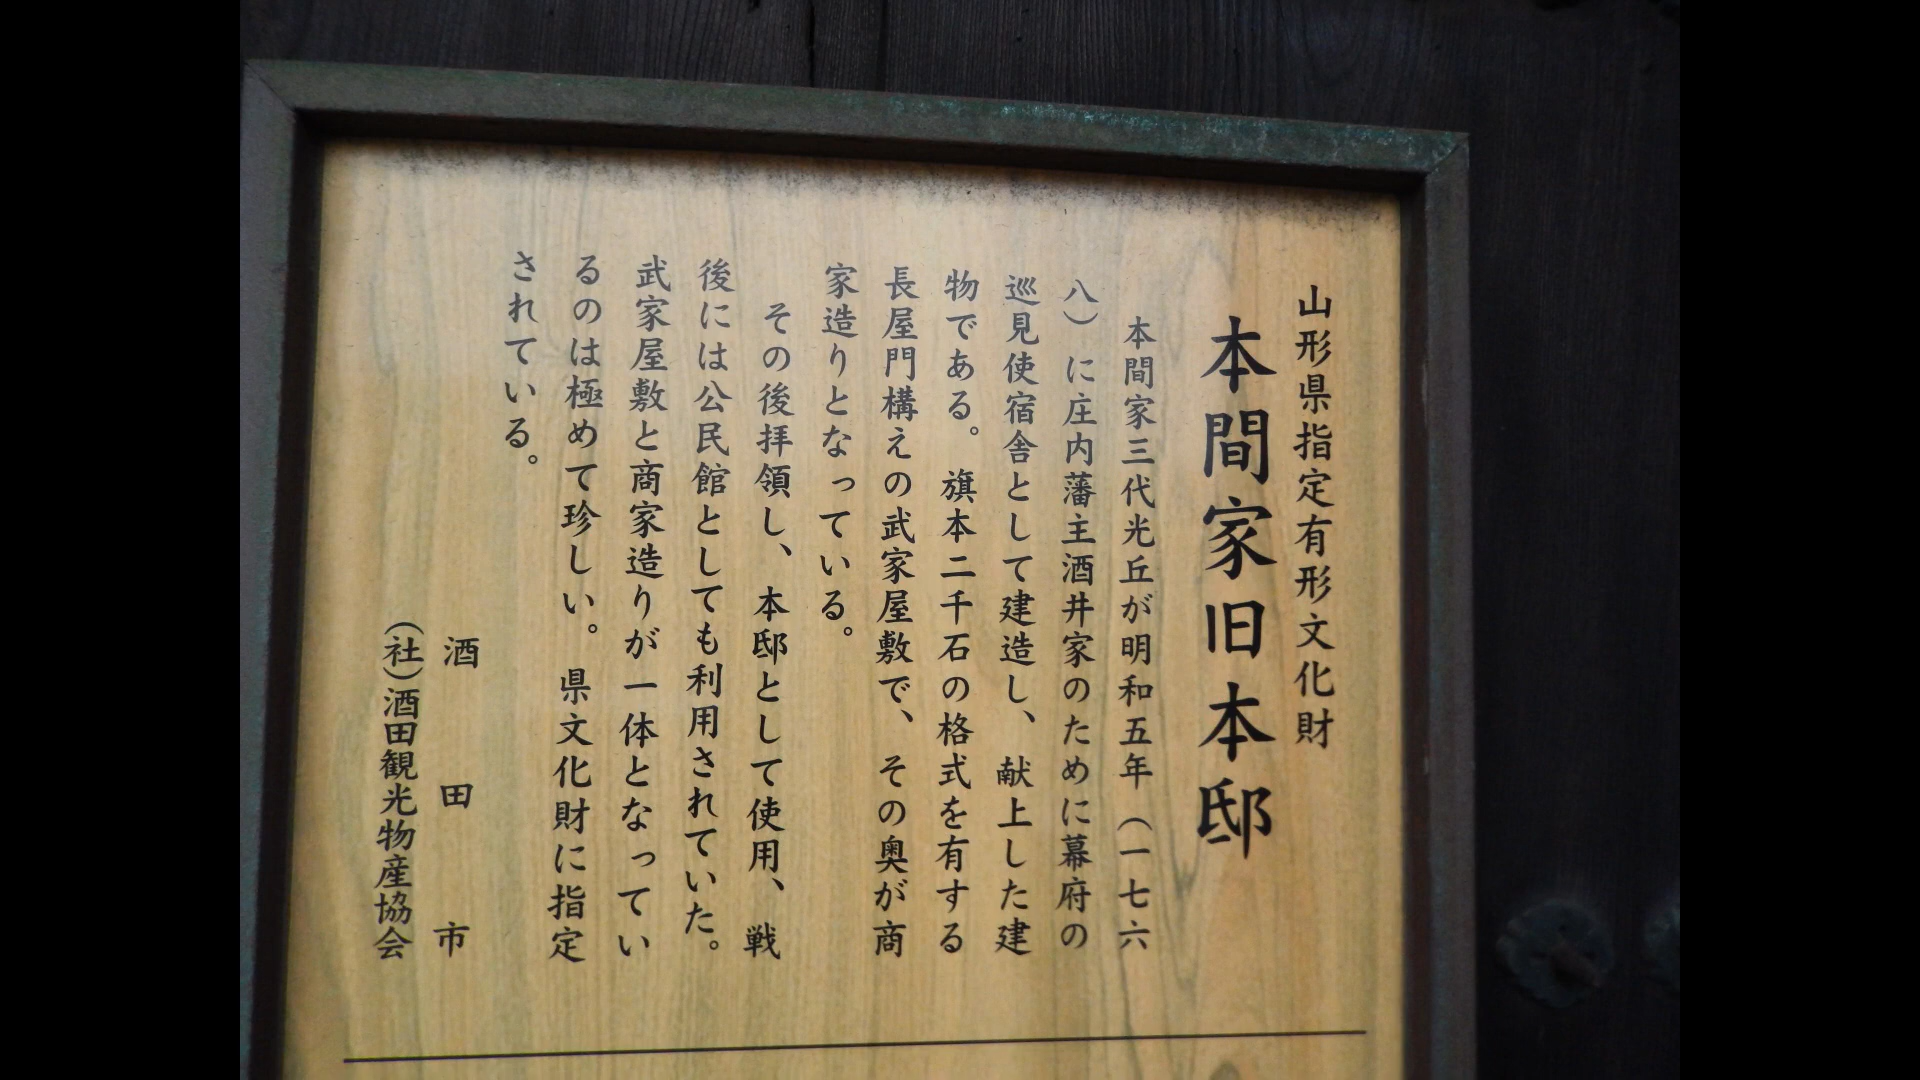 山形県指定有形文化財
本間家旧本邸
本間家三代光丘が明和五年（一七六
八）に庄内藩主酒井家のために幕府の
巡見使宿舎として建造し、献上した建
物である。旗本二千石の格式を有する
長屋門構えの武家屋敷で、その奥が商
家造りとなっている。
その後拝領し、本邸として使用、戦
後には公民館としても利用されていた。
武家屋敷と商家造りが一体となってい
るのは極めて珍しい。県文化財に指定
されている。
酒田市
（社）酒田観光物産協会